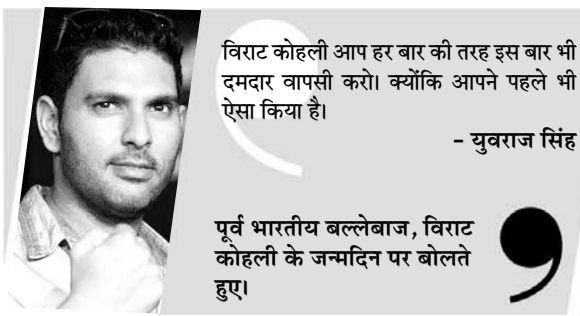 विराट कोहली आप हर बार की तरह इस बार भी
दमदार वापसी करो। क्योंकि आपने पहले भी
ऐसा किया है।
– युवराज सिंह
पूर्व भारतीय बल्लेबाज, विराट
कोहली के जन्मदिन पर बोलते
हुए।